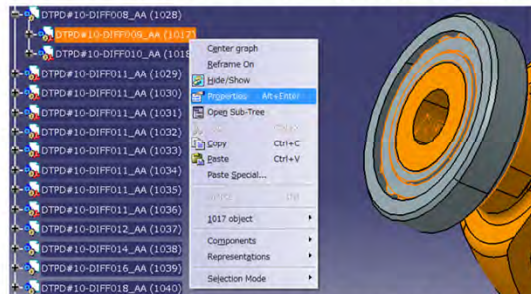 DTPD#10-DIFF008_AA (1028)
DTPD#10-DIFF009_AA (1017)
DTPD#10-DIFF010_AA (1018
DTPD#10-DIFF011_AA (1029)
DTPD#10-DIFF011_AA (1030)
DTPD#10-DIFF011_AA (1031)
DTPD#10-DIFF011_AA (1032)
DTPD#10-DIFF011_AA (1033)
DTPD#10-DIFF011_AA (1034)
DTPD#10-DIFF011_AA (1035)
DTPD#10-DIFF011_AA (1036)
DTPD#10-DIFF012_AA (1037)
DTPD#10-DIFF014_AA (1038)
DTPD#10-DIFF016_AA (1039)
DTPD#10-DIFF018_AA (1040)
Center graph
Reframe On
Hide/Show
Properties Alt+Enter
Open Sub-Tree
Copy Ctrl+C
Paste Ctrl+V
Paste Special...
1017 object
Components
Representations
Selection Mode